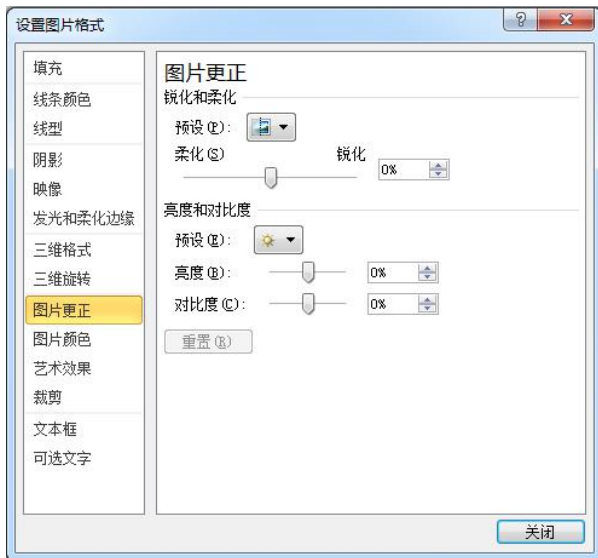 设置图片格式
填充
线条颜色
线型
阴影
映像
发光和柔化边缘
三维格式
三维旋转
图片更正
图片颜色
艺术效果
裁剪
文本框
可选文字
图片更正
锐化和柔化
预设(P):
柔化(S) 锐化
0%
亮度和对比度
预设(E):
亮度(B): 0%
对比度(C): 0%
重置(R)
关闭